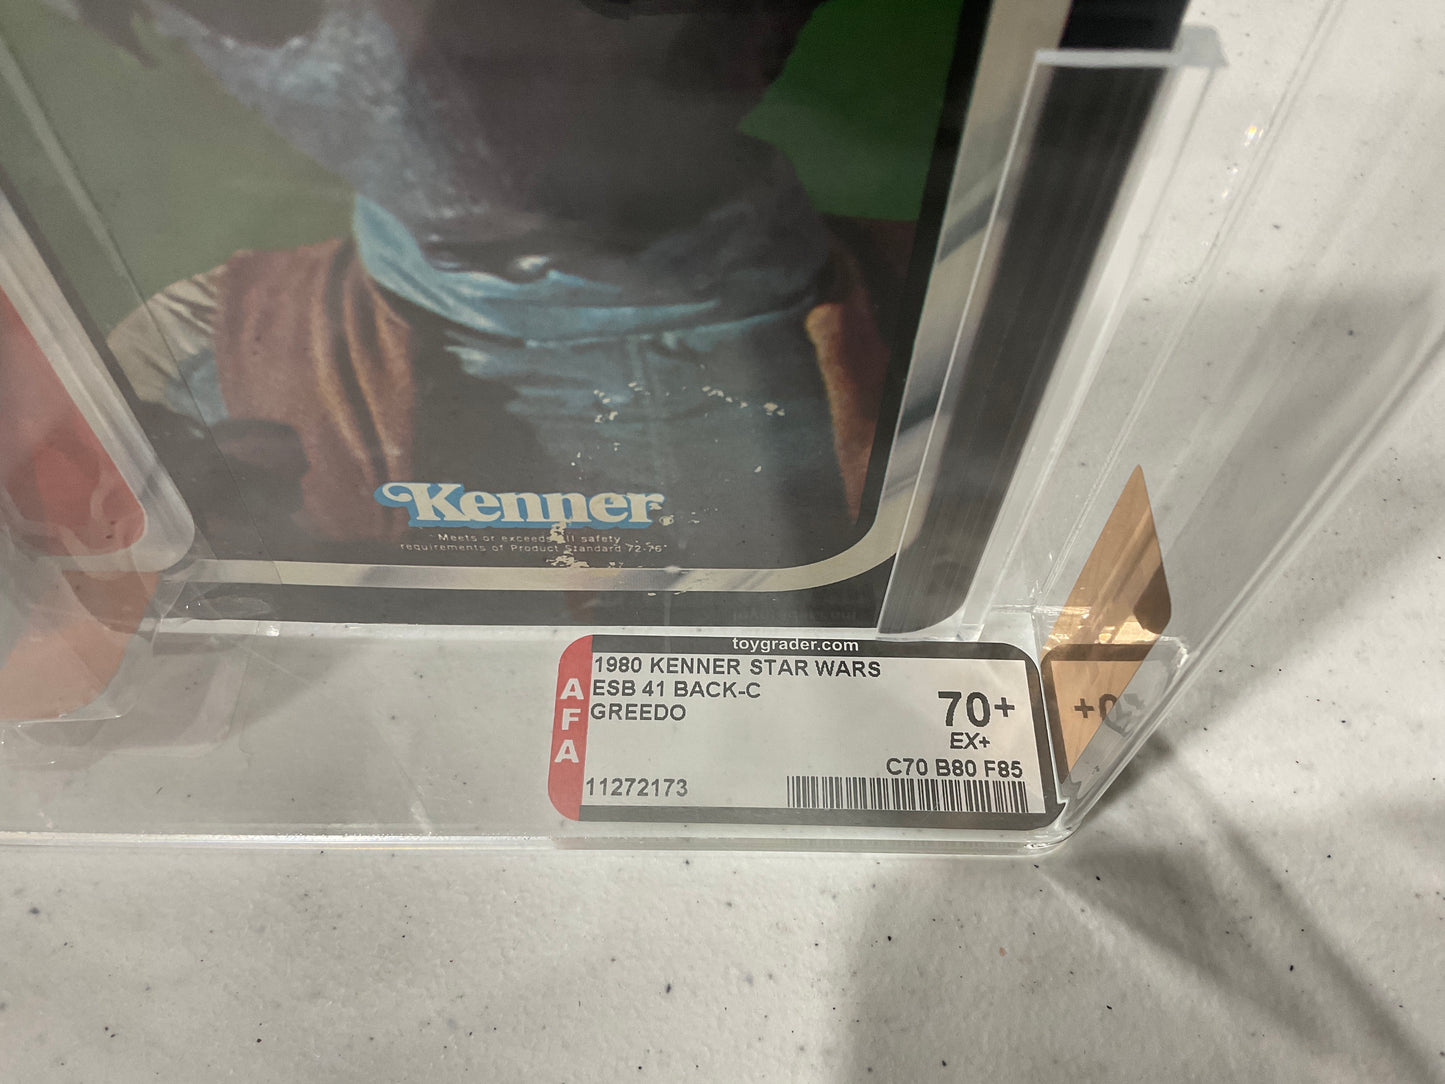 Kenner
Meets or exceeds all safety
requirements of Product Standard 72-76
toygrader.com
AFA
1980 KENNER STAR WARS
ESB 41 BACK-C
GREEDO
70+
EX+
C70 B80 F85
11272173